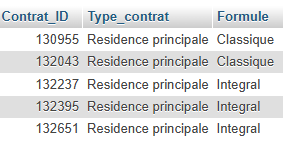 Contrat_ID Type_contrat Formule
130955 Residence principale Classique
132043 Residence principale Classique
132237 Residence principale Integral
132395 Residence principale Integral
132651 Residence principale Integral